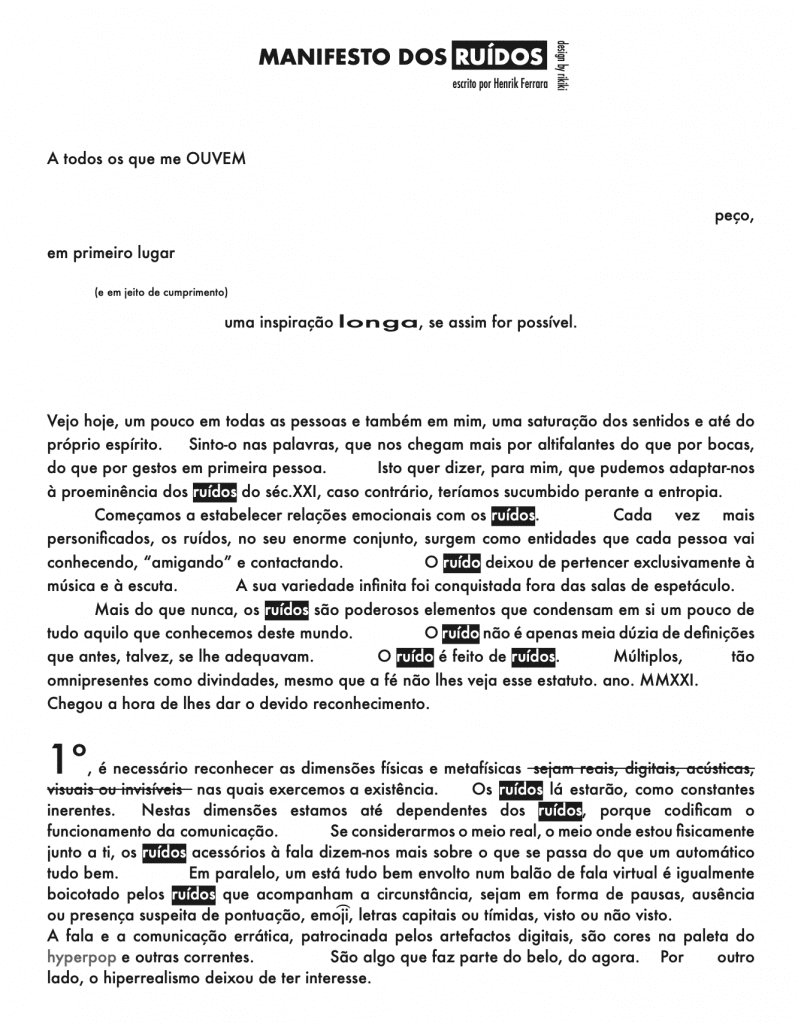 MANIFESTO DOS RUÍDOS
design by rikiki
escrito por Henrik Ferrara
A todos os que me OUVEM
peço,
em primeiro lugar
(e em jeito de cumprimento)
uma inspiração longa, se assim for possível.
Vejo hoje, um pouco em todas as pessoas e também em mim, uma saturação dos sentidos e até do
próprio espírito. Sinto-o nas palavras, que nos chegam mais por altifalantes do que por bocas,
do que por gestos em primeira pessoa. Isto quer dizer, para mim, que pudemos adaptar-nos
à proeminência dos ruídos do séc.XXI, caso contrário, teríamos sucumbido perante a entropia.
Começamos a estabelecer relações emocionais com os ruídos. Cada vez mais
personificados, os ruídos, no seu enorme conjunto, surgem como entidades que cada pessoa vai
conhecendo, “amigando” e contactando. O ruído deixou de pertencer exclusivamente à
música e à escuta. A sua variedade infinita foi conquistada fora das salas de espetáculo.
Mais do que nunca, os ruídos são poderosos elementos que condensam em si um pouco de
tudo aquilo que conhecemos deste mundo. O ruído não é apenas meia dúzia de definições
que antes, talvez, se lhe adequavam. O ruído é feito de ruídos. Múltiplos, tão
omnipresentes como divindades, mesmo que a fé não lhes veja esse estatuto. ano. MMXXI.
Chegou a hora de lhes dar o devido reconhecimento.
1º, é necessário reconhecer as dimensões físicas e metafísicas sejam reais, digitais, acústicas,
visuais ou invisíveis nas quais exercemos a existência. Os ruídos lá estarão, como constantes
inerentes. Nestas dimensões estamos até dependentes dos ruídos, porque codificam o
funcionamento da comunicação. Se considerarmos o meio real, o meio onde estou fisicamente
junto a ti, os ruídos acessórios à fala dizem-nos mais sobre o que se passa do que um automático
tudo bem. Em paralelo, um está tudo bem envolto num balão de fala virtual é igualmente
boicotado pelos ruídos que acompanham a circunstância, sejam em forma de pausas, ausência
ou presença suspeita de pontuação, emoji, letras capitais ou tímidas, visto ou não visto.
A fala e a comunicação errática, patrocinada pelos artefactos digitais, são cores na paleta do
hyperpop e outras correntes. São algo que faz parte do belo, do agora. Por outro
lado, o hiperrealismo deixou de ter interesse.